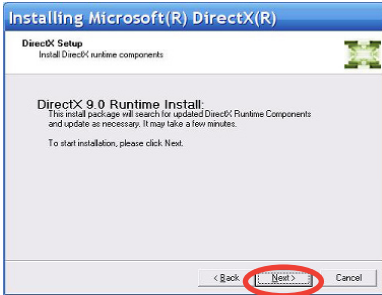 Installing Microsoft(R) DirectX(R)
DirectX Setup
Install DirectX runtime components
DirectX 9.0 Runtime Install:
This install package will search for updated DirectX Runtime Components
and update as necessary. It may take a few minutes.
To start installation, please click Next.
< Back Next > Cancel